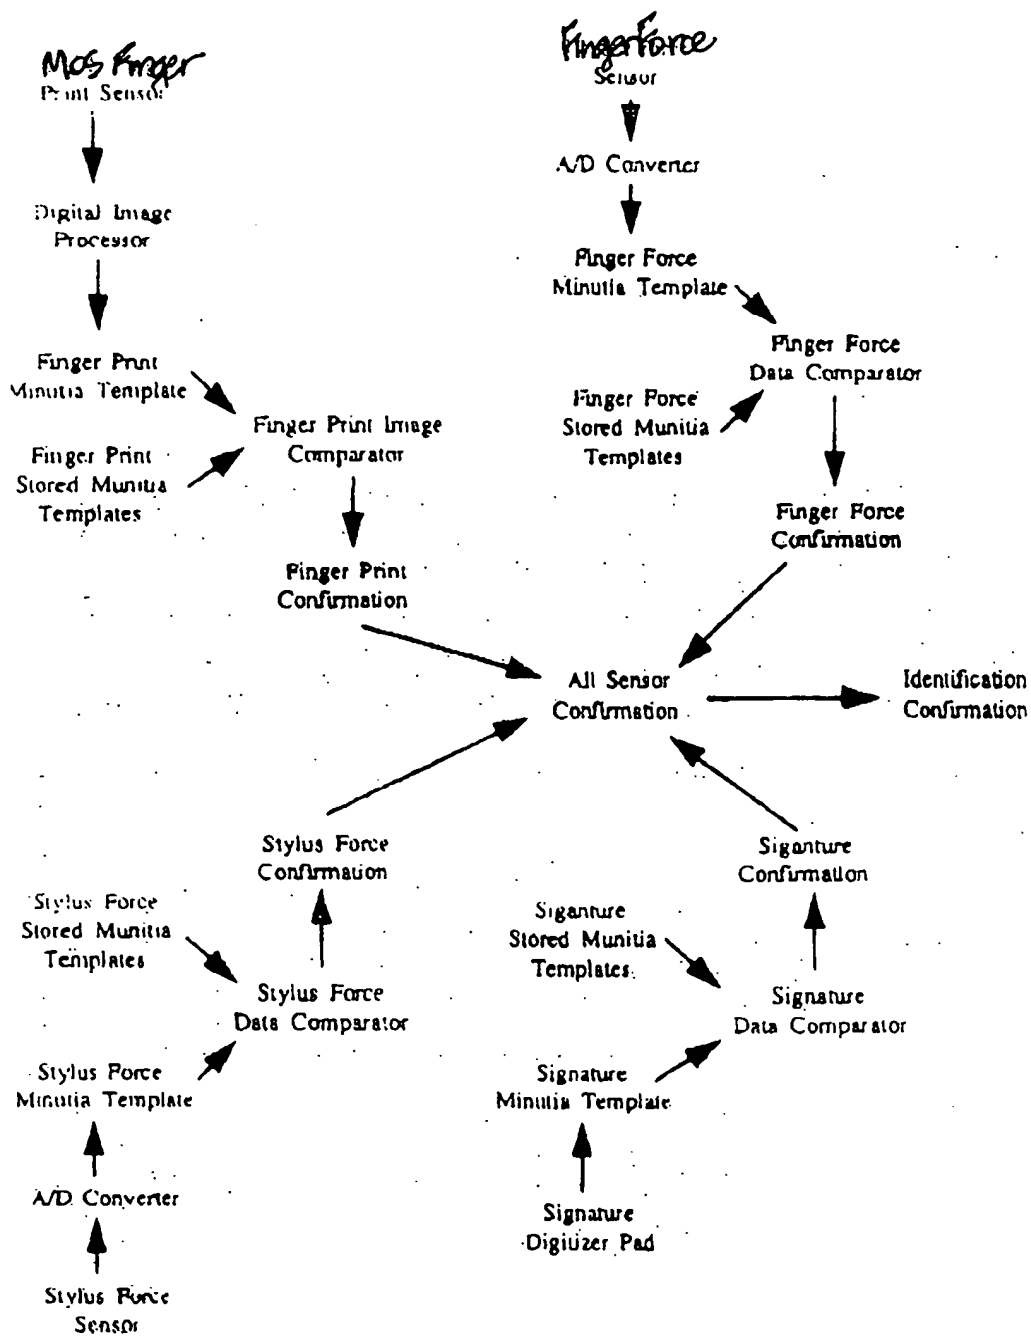 MOS Finger
Print Sensor
Digital Image
Processor
Finger Print
Minutia Template
Finger Print
Stored Munitia
Templates
Finger Print Image
Comparator
Finger Print
Confirmation
Finger Force
Sensor
A/D Converter
Finger Force
Minutia Template
Finger Force
Data Comparator
Finger Force
Stored Munitia
Templates
Finger Force
Confirmation
All Sensor
Confirmation
Identification
Confirmation
Stylus Force
Confirmation
Stylus Force
Stored Munitia
Templates
Stylus Force
Data Comparator
Stylus Force
Minutia Template
A/D Converter
Stylus Force
Sensor
Siganture
Confirmation
Siganture
Stored Munitia
Templates
Signature
Data Comparator
Signature
Minutia Template
Signature
Digitizer Pad